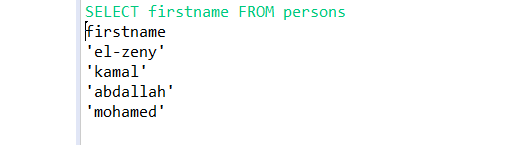 SELECT firstname FROM persons
firstname
'el-zeny'
'kamal'
'abdallah'
'mohamed'